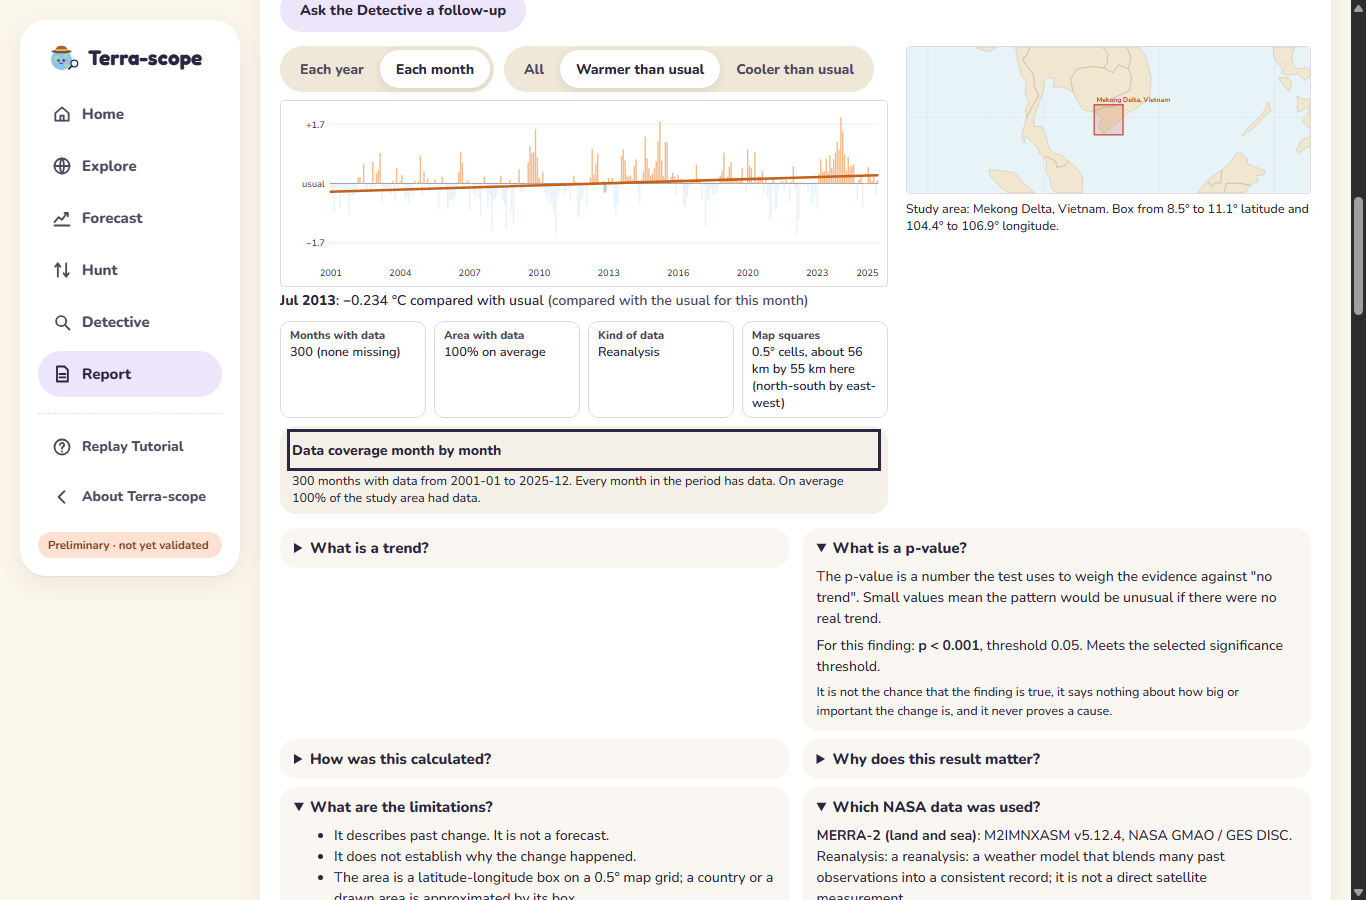 Terra-scope
Home
Explore
Forecast
Hunt
Detective
Report
Replay Tutorial
About Terra-scope
Preliminary · not yet validated
Ask the Detective a follow-up
Each year
Each month
All
Warmer than usual
Cooler than usual
+1.7
usual
−1.7
2001
2004
2007
2010
2013
2016
2020
2023
2025
Jul 2013: −0.234 °C compared with usual (compared with the usual for this month)
Mekong Delta, Vietnam
Study area: Mekong Delta, Vietnam. Box from 8.5° to 11.1° latitude and
104.4° to 106.9° longitude.
Months with data
300 (none missing)
Area with data
100% on average
Kind of data
Reanalysis
Map squares
0.5° cells, about 56
km by 55 km here
(north-south by east-
west)
Data coverage month by month
300 months with data from 2001-01 to 2025-12. Every month in the period has data. On average
100% of the study area had data.
What is a trend?
What is a p-value?
The p-value is a number the test uses to weigh the evidence against "no
trend". Small values mean the pattern would be unusual if there were no
real trend.
For this finding: p < 0.001, threshold 0.05. Meets the selected significance
threshold.
It is not the chance that the finding is true, it says nothing about how big or
important the change is, and it never proves a cause.
How was this calculated?
Why does this result matter?
What are the limitations?
It describes past change. It is not a forecast.
It does not establish why the change happened.
The area is a latitude-longitude box on a 0.5° map grid; a country or a
drawn area is approximated by its box.
Which NASA data was used?
MERRA-2 (land and sea): M2IMNXASM v5.12.4, NASA GMAO / GES DISC.
Reanalysis: a reanalysis: a weather model that blends many past
observations into a consistent record; it is not a direct satellite
measurement.